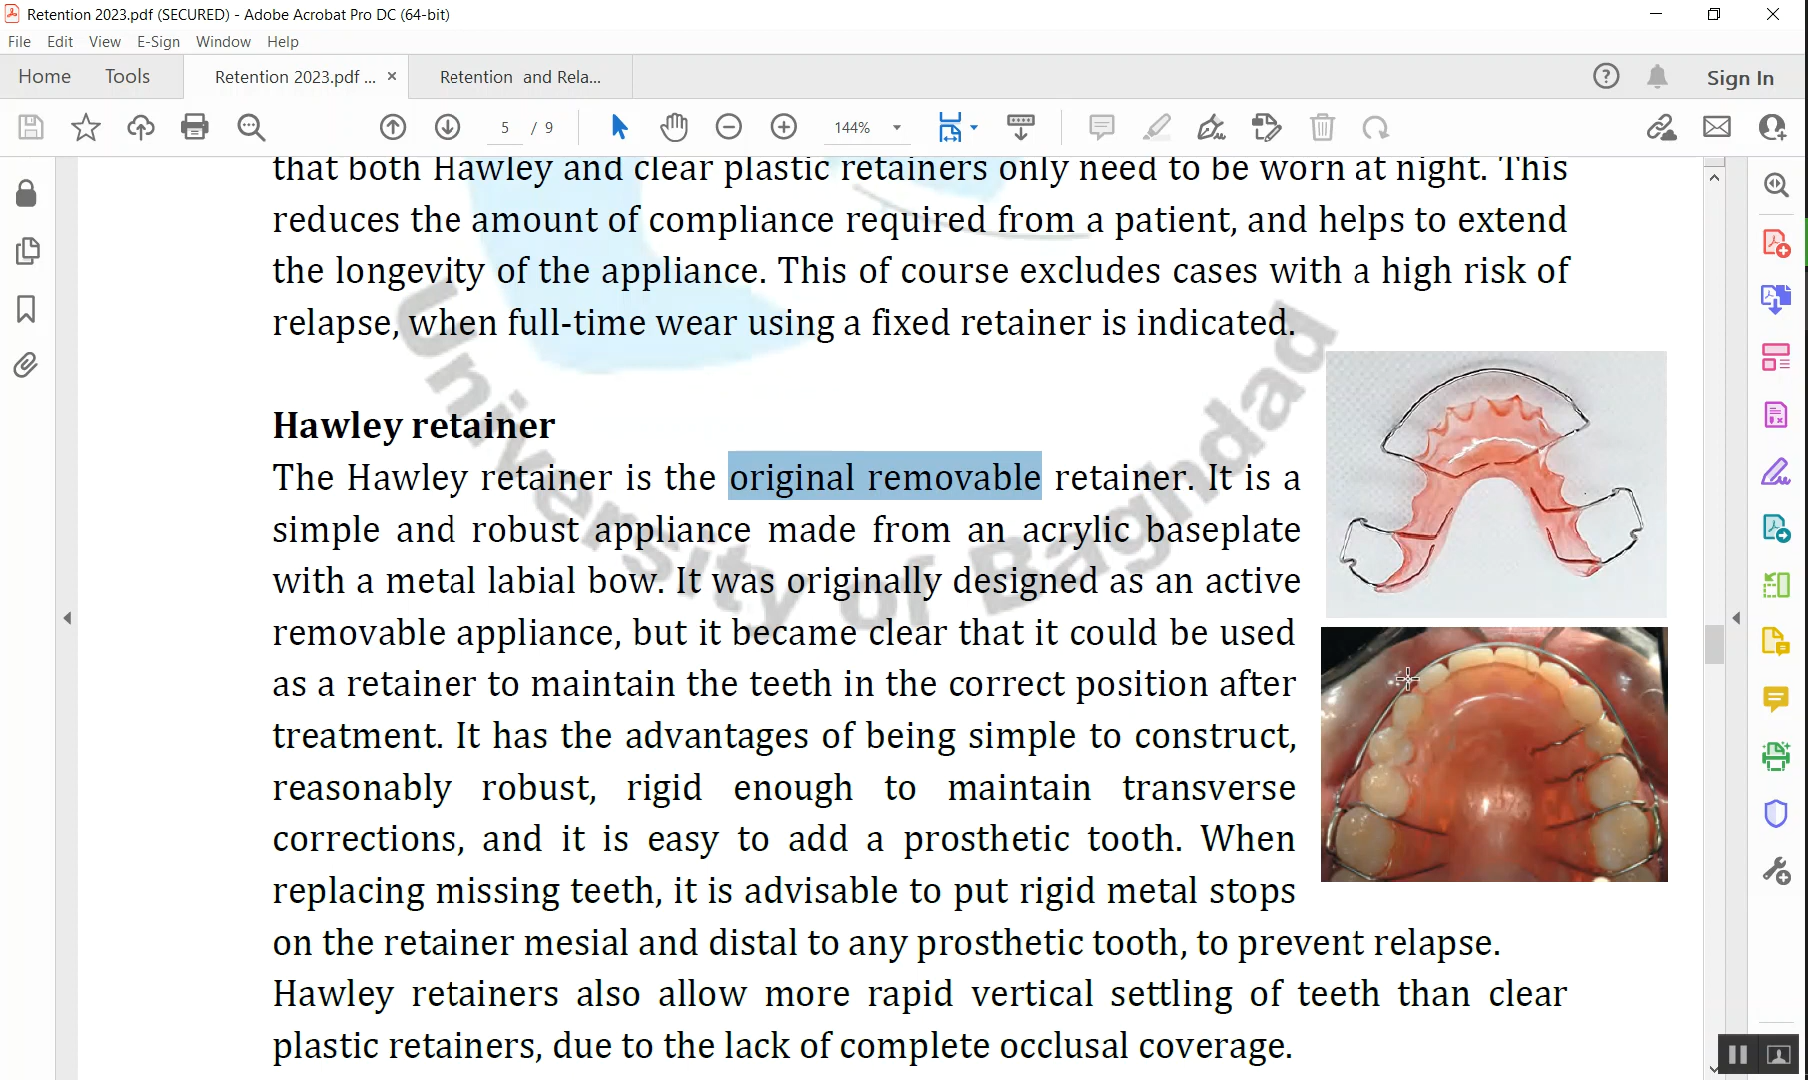 Retention 2023.pdf (SECURED) - Adobe Acrobat Pro DC (64-bit)
File Edit View E-Sign Window Help
Home Tools Retention 2023.pdf ... × Retention and Rela... Sign In
5 / 9 144%
that both Hawley and clear plastic retainers only need to be worn at night. This
reduces the amount of compliance required from a patient, and helps to extend
the longevity of the appliance. This of course excludes cases with a high risk of
relapse, when full-time wear using a fixed retainer is indicated.
Hawley retainer
The Hawley retainer is the original removable retainer. It is a
simple and robust appliance made from an acrylic baseplate
with a metal labial bow. It was originally designed as an active
removable appliance, but it became clear that it could be used
as a retainer to maintain the teeth in the correct position after
treatment. It has the advantages of being simple to construct,
reasonably robust, rigid enough to maintain transverse
corrections, and it is easy to add a prosthetic tooth. When
replacing missing teeth, it is advisable to put rigid metal stops
on the retainer mesial and distal to any prosthetic tooth, to prevent relapse.
Hawley retainers also allow more rapid vertical settling of teeth than clear
plastic retainers, due to the lack of complete occlusal coverage.
University of Baghdad